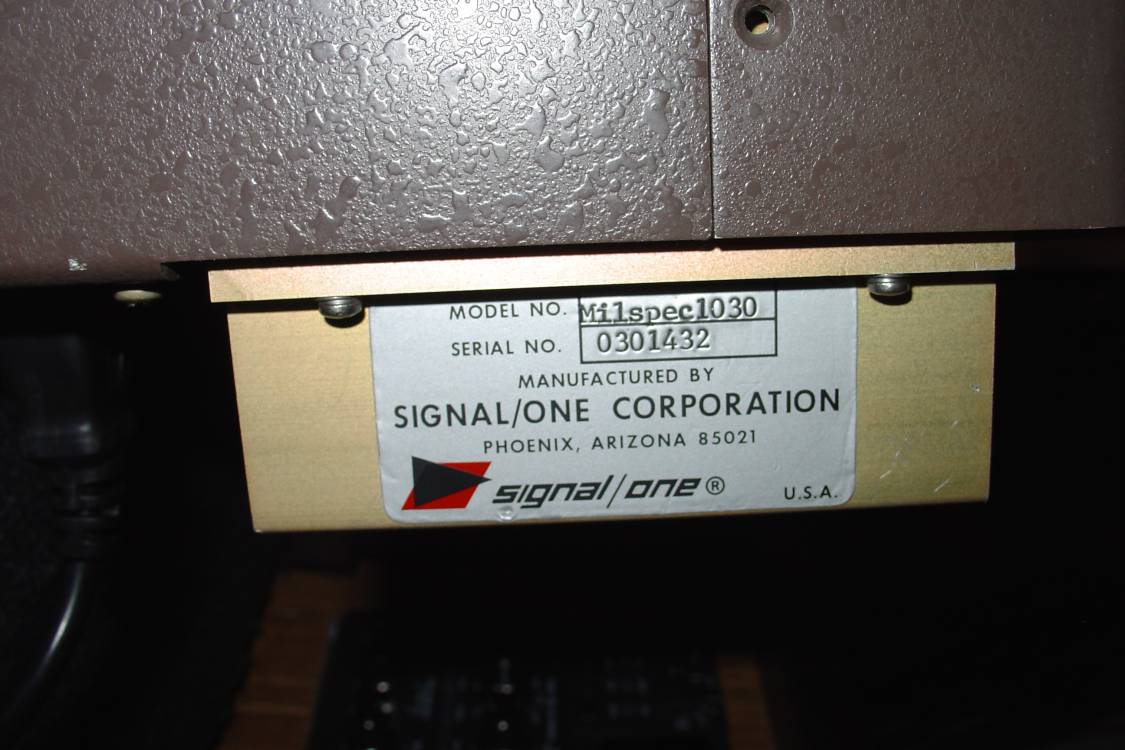 MODEL NO. Milspec1030
SERIAL NO. 0301432
MANUFACTURED BY
SIGNAL/ONE CORPORATION
PHOENIX, ARIZONA 85021
signal/one® U.S.A.